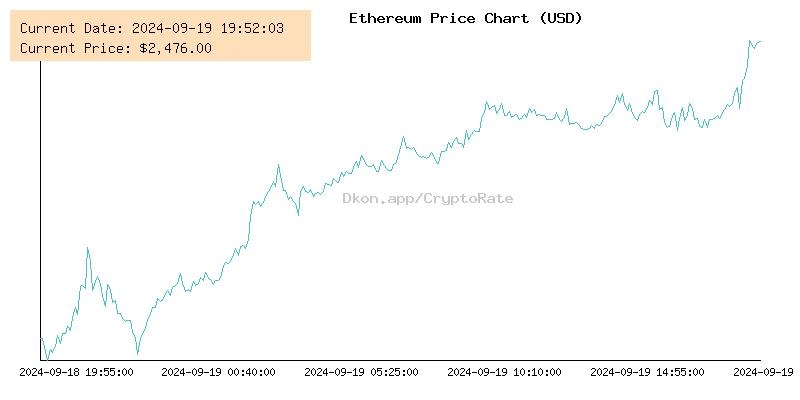 Ethereum Price Chart (USD)
Current Date: 2024-09-19 19:52:03
Current Price: $2,476.00
Dkon.app/CryptoRate
2024-09-18 19:55:00 2024-09-19 00:40:00 2024-09-19 05:25:00 2024-09-19 10:10:00 2024-09-19 14:55:00 2024-09-19